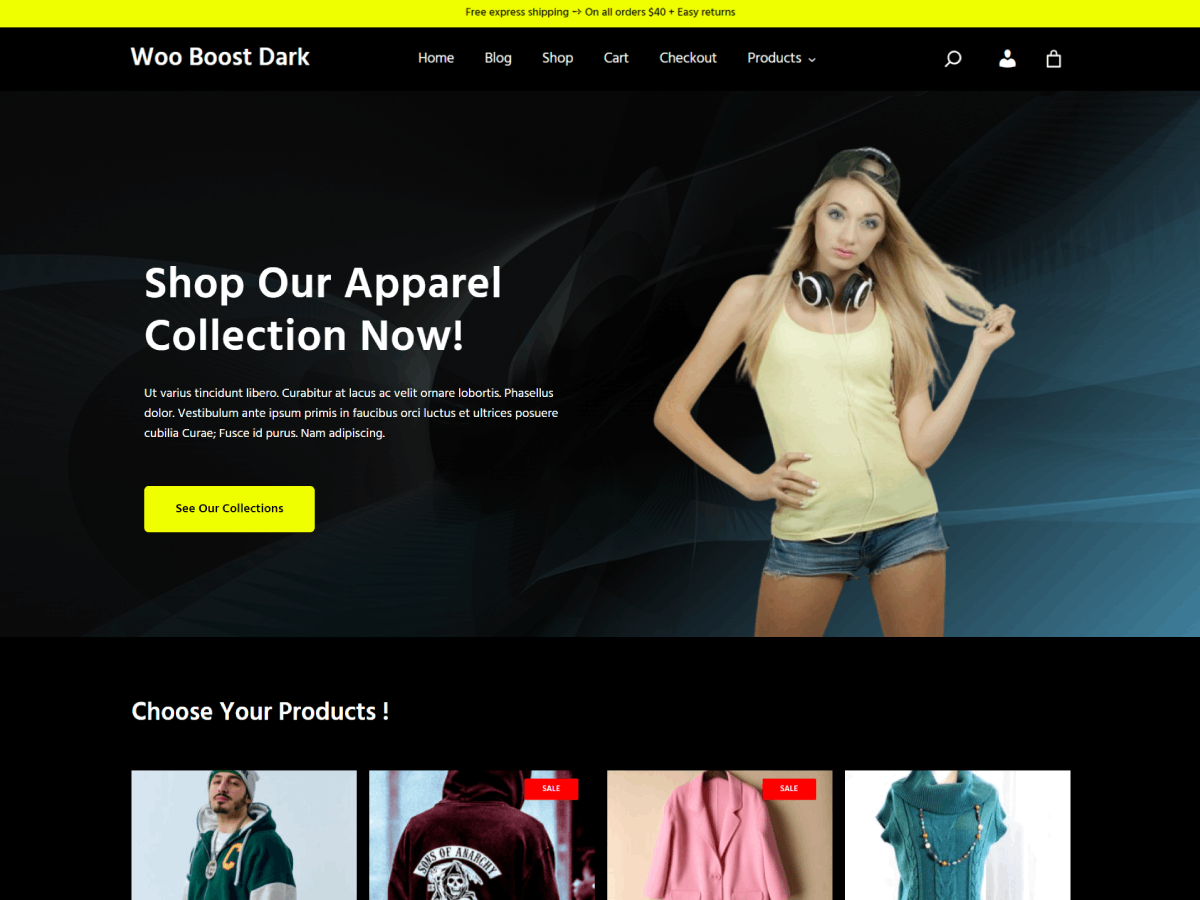 Free express shipping -> On all orders $40 + Easy returns
Woo Boost Dark
Home Blog Shop Cart Checkout Products
Shop Our Apparel
Collection Now!
Ut varius tincidunt libero. Curabitur at lacus ac velit ornare lobortis. Phasellus
dolor. Vestibulum ante ipsum primis in faucibus orci luctus et ultrices posuere
cubilia Curae; Fusce id purus. Nam adipiscing.
See Our Collections
Choose Your Products !
SALE
SALE
C
SONS OF ANARCHY